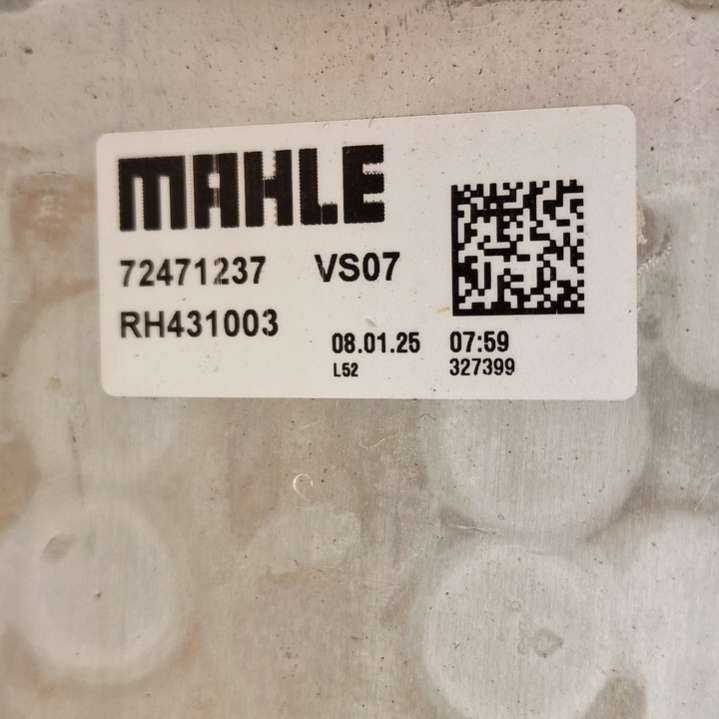 MAHLE
72471237 VS07
RH431003
08.01.25 07:59
L52 327399